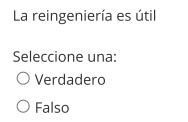 La reingeniería es útil
Seleccione una:
Verdadero
Falso